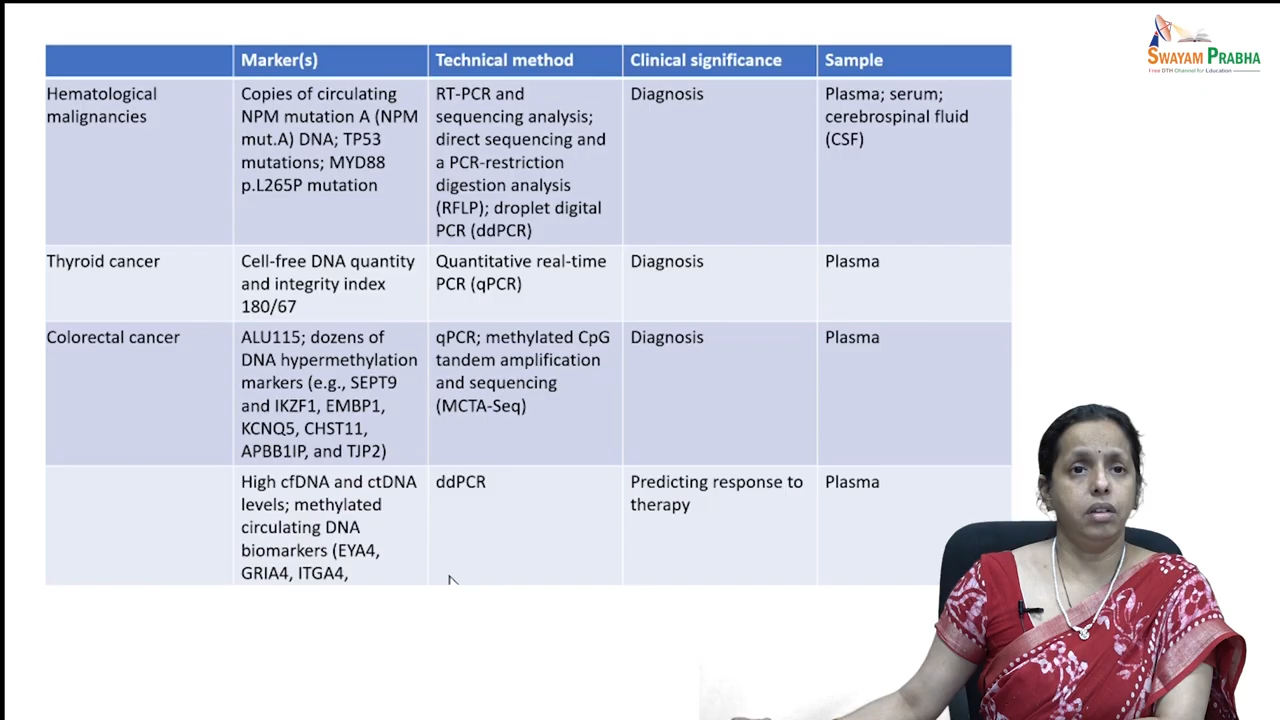 SWAYAM PRABHA
Free DTH Channel for Education
Marker(s)
Technical method
Clinical significance
Sample
Hematological
malignancies
Copies of circulating
NPM mutation A (NPM
mut.A) DNA; TP53
mutations; MYD88
p.L265P mutation
RT-PCR and
sequencing analysis;
direct sequencing and
a PCR-restriction
digestion analysis
(RFLP); droplet digital
PCR (ddPCR)
Diagnosis
Plasma; serum;
cerebrospinal fluid
(CSF)
Thyroid cancer
Cell-free DNA quantity
and integrity index
180/67
Quantitative real-time
PCR (qPCR)
Diagnosis
Plasma
Colorectal cancer
ALU115; dozens of
DNA hypermethylation
markers (e.g., SEPT9
and IKZF1, EMBP1,
KCNQ5, CHST11,
APBB1IP, and TJP2)
qPCR; methylated CpG
tandem amplification
and sequencing
(MCTA-Seq)
Diagnosis
Plasma
High cfDNA and ctDNA
levels; methylated
circulating DNA
biomarkers (EYA4,
GRIA4, ITGA4,
ddPCR
Predicting response to
therapy
Plasma